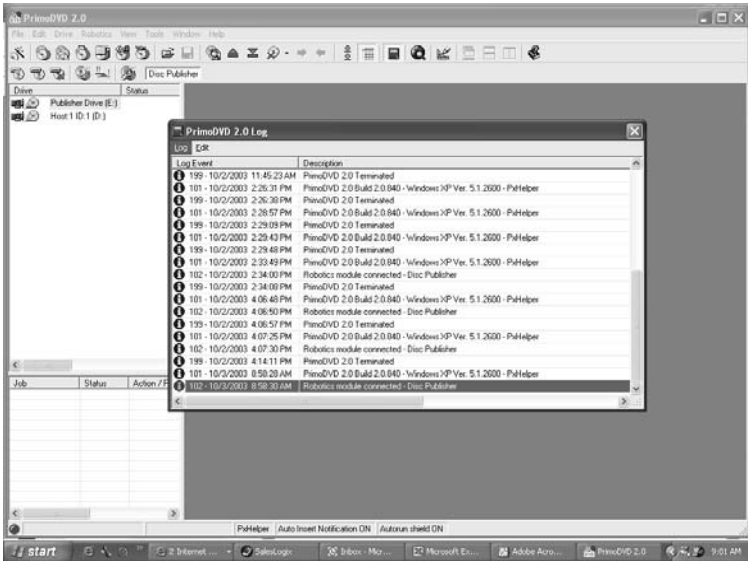 PrimoDVD 2.0
File Edit Drive Robotics View Tools Window Help
Disc Publisher
Drive Status
Publisher Drive (E:)
Host:1 ID:1 (D:)
PrimoDVD 2.0 Log
Log Edit
Log Event Description
199 - 10/2/2003 11:45:23 AM PrimoDVD 2.0 Terminated
101 - 10/2/2003 2:26:31 PM PrimoDVD 2.0 Build 2.0.840 - Windows XP Ver. 5.1.2600 - PxHelper
199 - 10/2/2003 2:26:38 PM PrimoDVD 2.0 Terminated
101 - 10/2/2003 2:28:57 PM PrimoDVD 2.0 Build 2.0.840 - Windows XP Ver. 5.1.2600 - PxHelper
199 - 10/2/2003 2:29:09 PM PrimoDVD 2.0 Terminated
101 - 10/2/2003 2:29:43 PM PrimoDVD 2.0 Build 2.0.840 - Windows XP Ver. 5.1.2600 - PxHelper
199 - 10/2/2003 2:29:48 PM PrimoDVD 2.0 Terminated
101 - 10/2/2003 2:33:49 PM PrimoDVD 2.0 Build 2.0.840 - Windows XP Ver. 5.1.2600 - PxHelper
102 - 10/2/2003 2:34:00 PM Robotics module connected - Disc Publisher
199 - 10/2/2003 2:34:08 PM PrimoDVD 2.0 Terminated
101 - 10/2/2003 4:06:48 PM PrimoDVD 2.0 Build 2.0.840 - Windows XP Ver. 5.1.2600 - PxHelper
102 - 10/2/2003 4:06:50 PM Robotics module connected - Disc Publisher
199 - 10/2/2003 4:06:57 PM PrimoDVD 2.0 Terminated
101 - 10/2/2003 4:07:25 PM PrimoDVD 2.0 Build 2.0.840 - Windows XP Ver. 5.1.2600 - PxHelper
102 - 10/2/2003 4:07:30 PM Robotics module connected - Disc Publisher
199 - 10/2/2003 4:14:11 PM PrimoDVD 2.0 Terminated
101 - 10/3/2003 8:58:28 AM PrimoDVD 2.0 Build 2.0.840 - Windows XP Ver. 5.1.2600 - PxHelper
102 - 10/3/2003 8:58:30 AM Robotics module connected - Disc Publisher
Job Status Action / F
PxHelper Auto Insert Notification ON Autorun shield ON
start 2 Internet ... SalesLogix Inbox - Micr... Microsoft Ex... Adobe Acro... PrimoDVD 2.0 9:01 AM